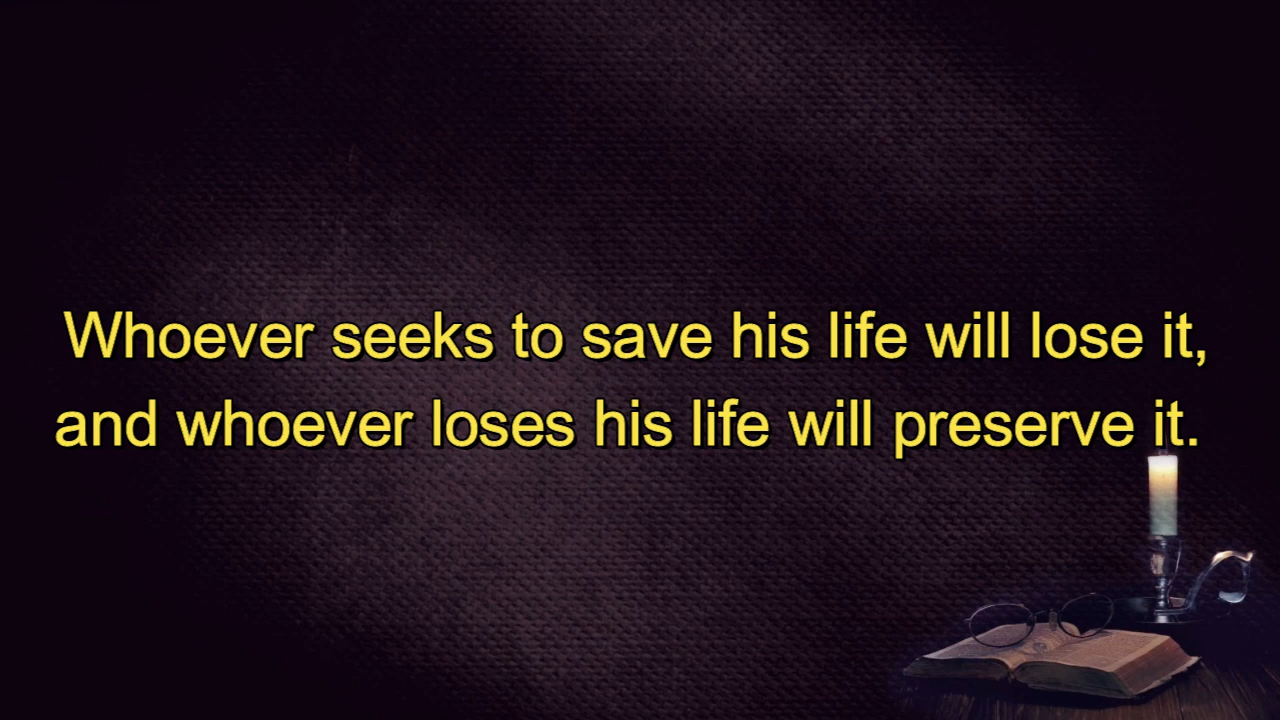 Whoever seeks to save his life will lose it,
and whoever loses his life will preserve it.